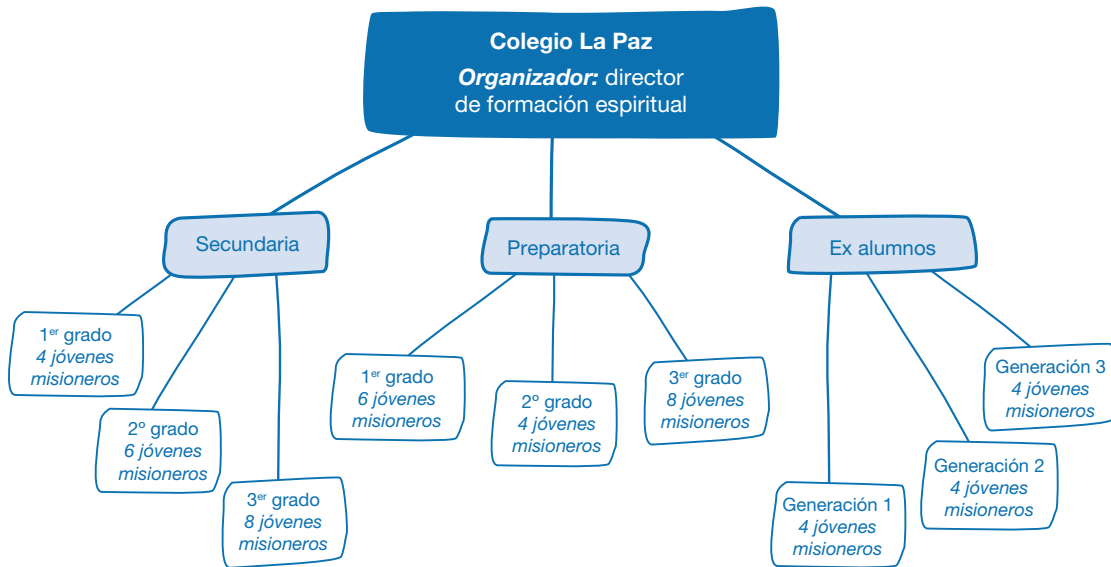 Colegio La Paz
Organizador: director
de formación espiritual
Secundaria
Preparatoria
Ex alumnos
1er grado
4 jóvenes
misioneros
2º grado
6 jóvenes
misioneros
3er grado
8 jóvenes
misioneros
1er grado
6 jóvenes
misioneros
2º grado
4 jóvenes
misioneros
3er grado
8 jóvenes
misioneros
Generación 1
4 jóvenes
misioneros
Generación 2
4 jóvenes
misioneros
Generación 3
4 jóvenes
misioneros